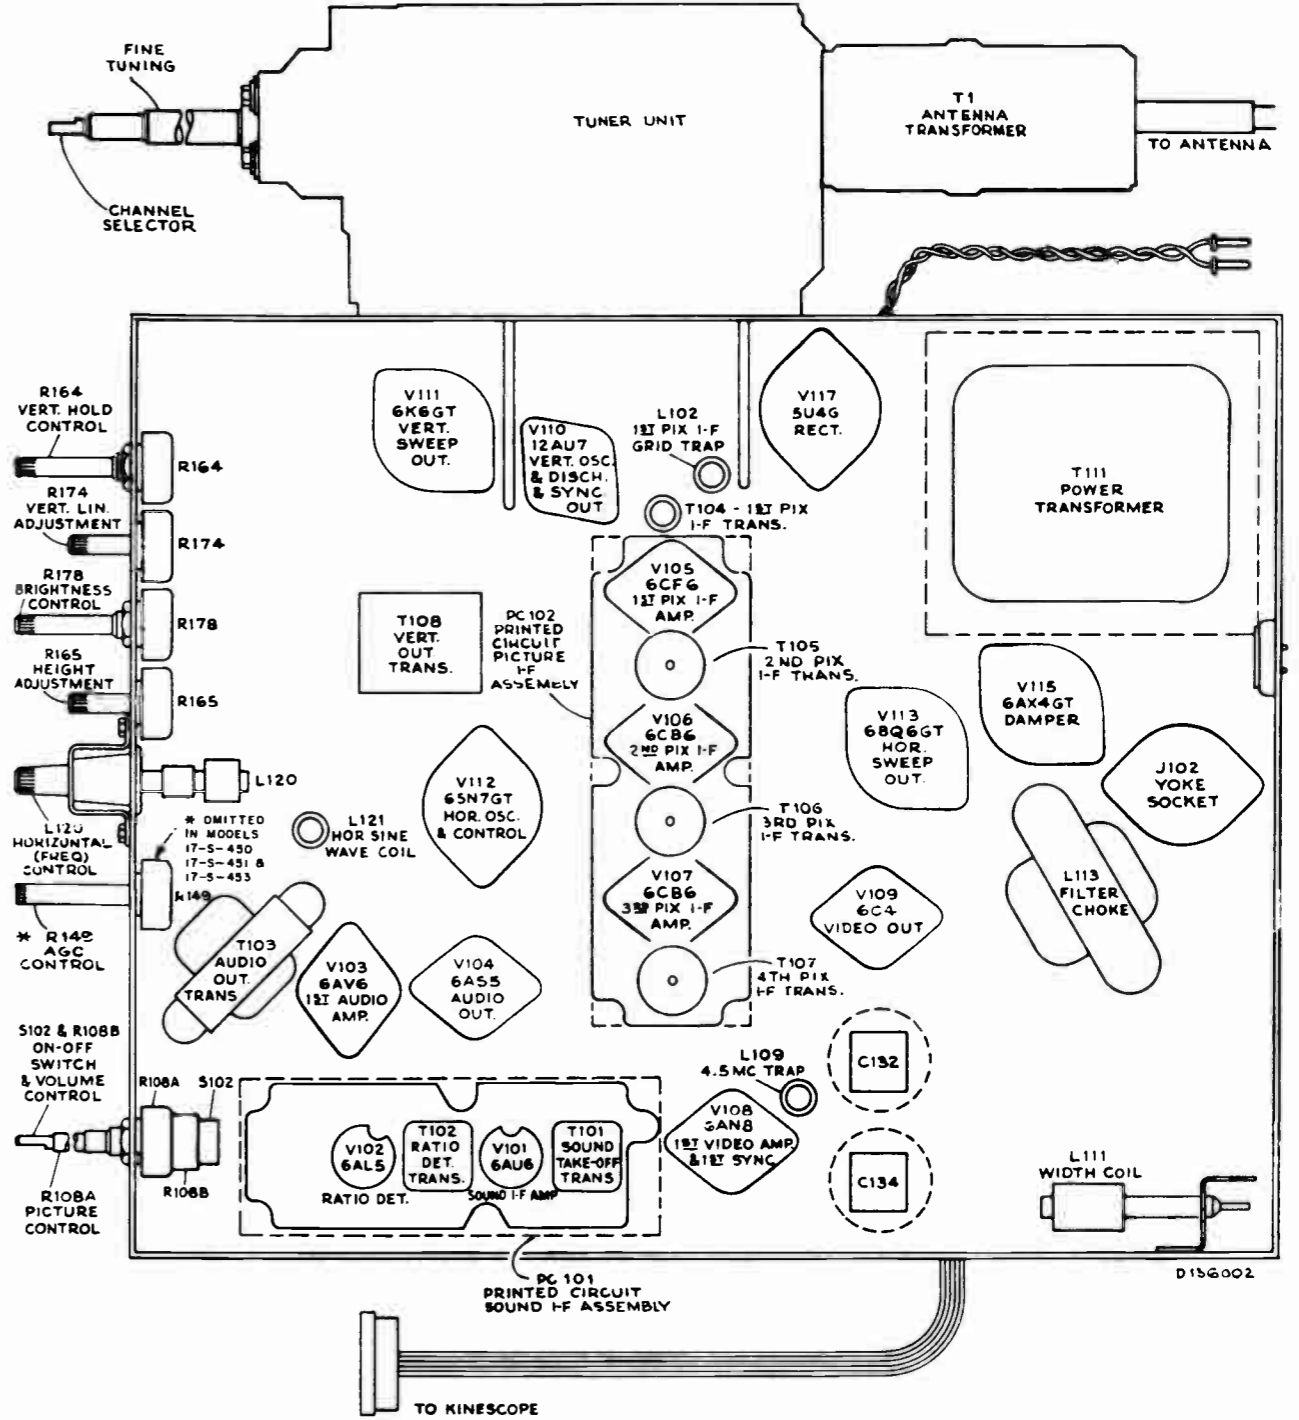 FINE
TUNING
TUNER UNIT
T1
ANTENNA
TRANSFORMER
TO ANTENNA
CHANNEL
SELECTOR
R164
VERT. HOLD
CONTROL
R164
R174
VERT. LIN.
ADJUSTMENT
R174
R178
BRIGHTNESS
CONTROL
R178
R165
HEIGHT
ADJUSTMENT
R165
V111
6K6GT
VERT.
SWEEP
OUT.
V110
12AU7
VERT. OSC.
& DISCH.
& SYNC
OUT
L102
1ST PIX I-F
GRID TRAP
V117
5U4G
RECT.
T111
POWER
TRANSFORMER
T104 - 1ST PIX
I-F TRANS.
V105
6CF6
1ST PIX I-F
AMP.
T108
VERT.
OUT
TRANS.
PC102
PRINTED
CIRCUIT
PICTURE
I-F
ASSEMBLY
T105
2ND PIX
I-F TRANS.
V106
6CB6
2ND PIX I-F
AMP.
V113
6BQ6GT
HOR.
SWEEP
OUT.
V115
6AX4GT
DAMPER
J102
YOKE
SOCKET
L120
L120
HORIZONTAL
(FREQ)
CONTROL
* OMITTED
IN MODELS
17-S-450
17-S-451 &
17-S-453
L121
HOR SINE
WAVE COIL
V112
6SN7GT
HOR. OSC.
& CONTROL
T106
3RD PIX
I-F TRANS.
R149
* R149
AGC
CONTROL
V107
6CB6
3RD PIX I-F
AMP.
V109
6C4
VIDEO OUT
L113
FILTER
CHOKE
T103
AUDIO
OUT.
TRANS
V103
6AV6
1ST AUDIO
AMP.
V104
6AS5
AUDIO
OUT.
T107
4TH PIX
I-F TRANS.
S102 & R108B
ON-OFF
SWITCH
& VOLUME
CONTROL
R108A
S102
R108B
R108A
PICTURE
CONTROL
L109
4.5 MC TRAP
C132
V102
6AL5
RATIO DET.
T102
RATIO
DET.
TRANS.
V101
6AU6
SOUND I-F AMP
T101
SOUND
TAKE-OFF
TRANS
V108
6AN8
1ST VIDEO AMP.
& 1ST SYNC
C134
L111
WIDTH COIL
PC 101
PRINTED CIRCUIT
SOUND I-F ASSEMBLY
D136002
TO KINESCOPE